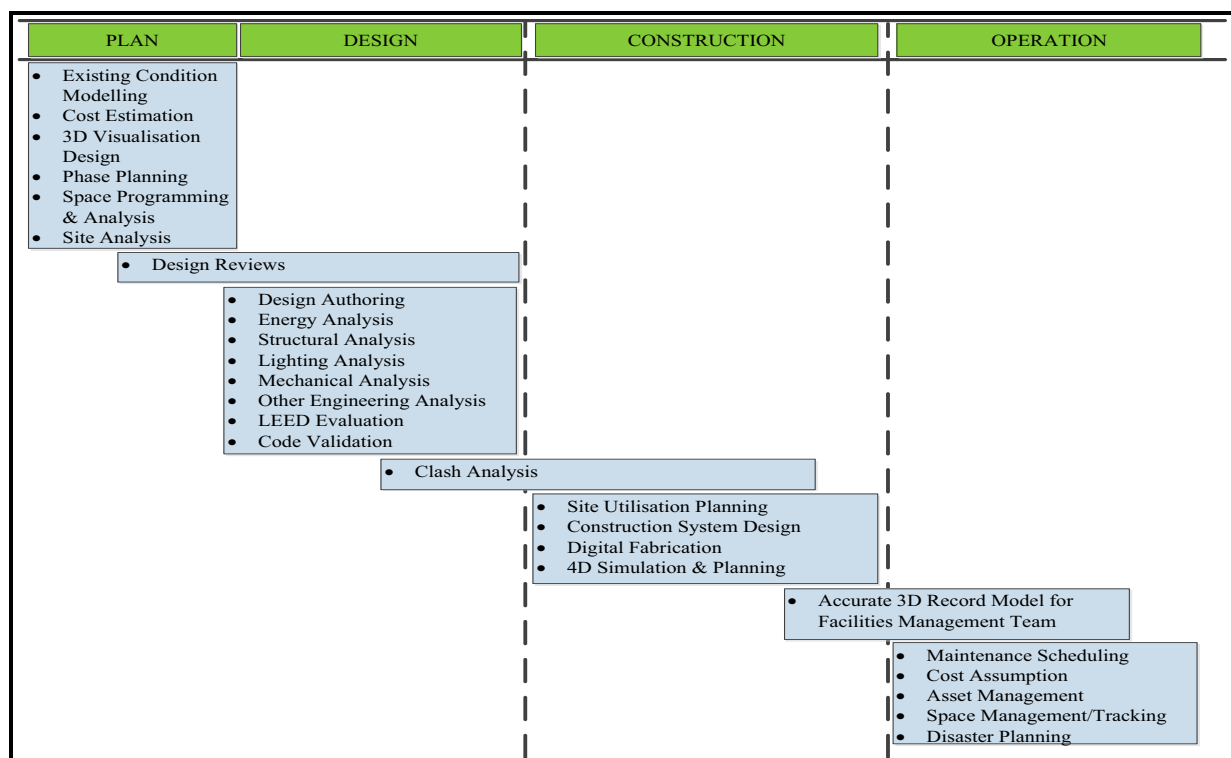 PLAN DESIGN CONSTRUCTION OPERATION
• Existing Condition
Modelling
• Cost Estimation
• 3D Visualisation
Design
• Phase Planning
• Space Programming
& Analysis
• Site Analysis
• Design Reviews
• Design Authoring
• Energy Analysis
• Structural Analysis
• Lighting Analysis
• Mechanical Analysis
• Other Engineering Analysis
• LEED Evaluation
• Code Validation
• Clash Analysis
• Site Utilisation Planning
• Construction System Design
• Digital Fabrication
• 4D Simulation & Planning
• Accurate 3D Record Model for
Facilities Management Team
• Maintenance Scheduling
• Cost Assumption
• Asset Management
• Space Management/Tracking
• Disaster Planning